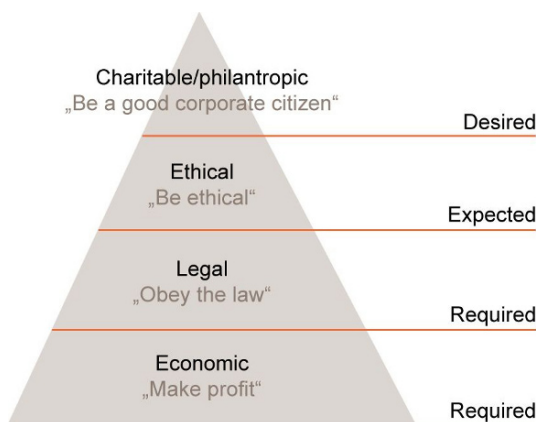 Charitable/philantropic
„Be a good corporate citizen“
Desired
Ethical
„Be ethical“
Expected
Legal
„Obey the law“
Required
Economic
„Make profit“
Required